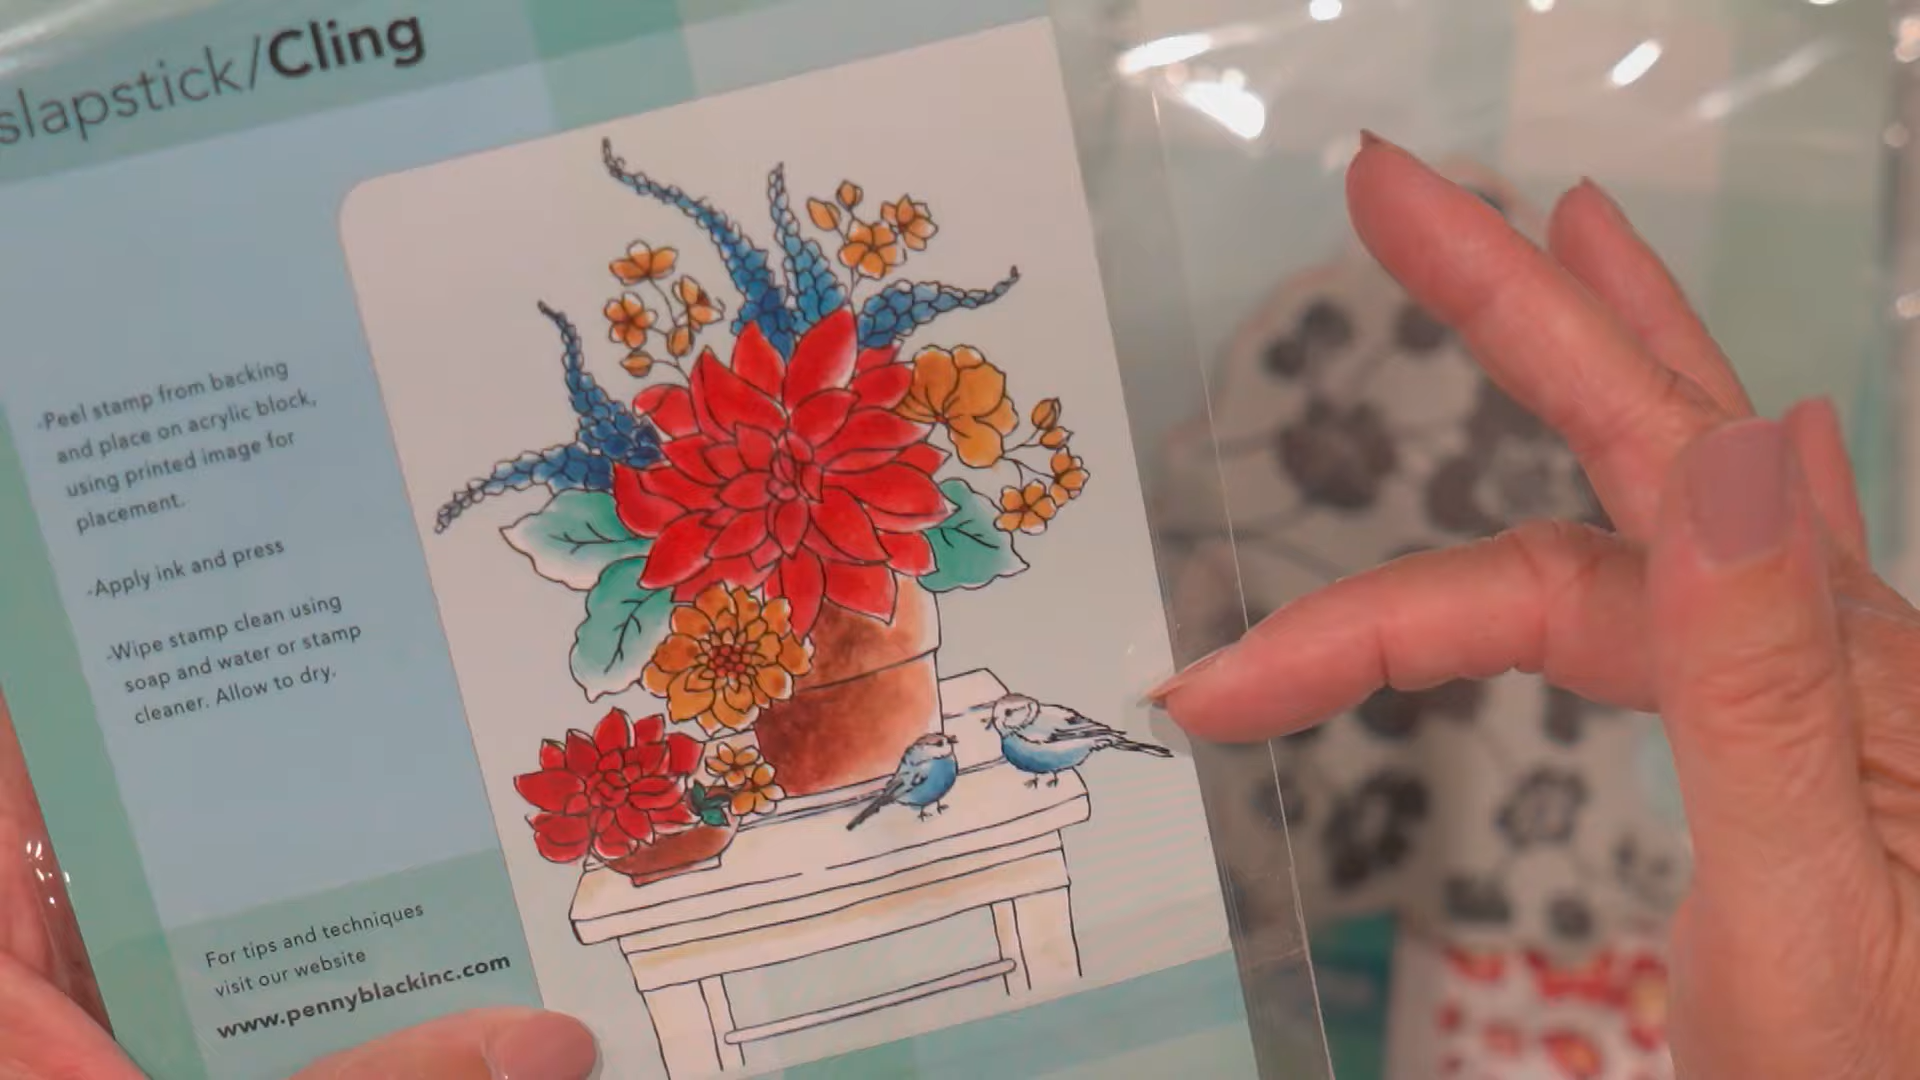 slapstick/Cling
-Peel stamp from backing
and place on acrylic block,
using printed image for
placement.
-Apply ink and press
-Wipe stamp clean using
soap and water or stamp
cleaner. Allow to dry.
For tips and techniques
visit our website
www.pennyblackinc.com